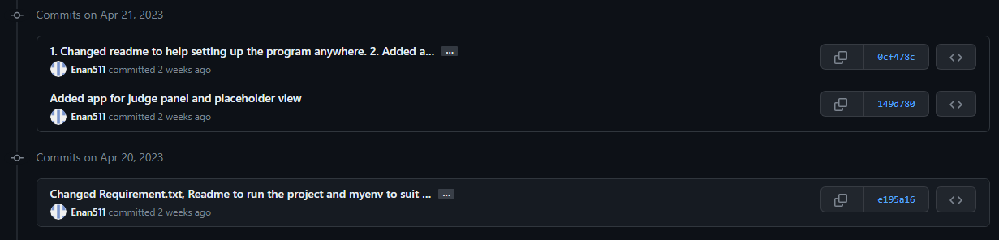 Commits on Apr 21, 2023
1. Changed readme to help setting up the program anywhere. 2. Added a... ...
0cf478c
Enan511 committed 2 weeks ago
Added app for judge panel and placeholder view
149d780
Enan511 committed 2 weeks ago
Commits on Apr 20, 2023
Changed Requirement.txt, Readme to run the project and myenv to suit ... ...
e195a16
Enan511 committed 2 weeks ago